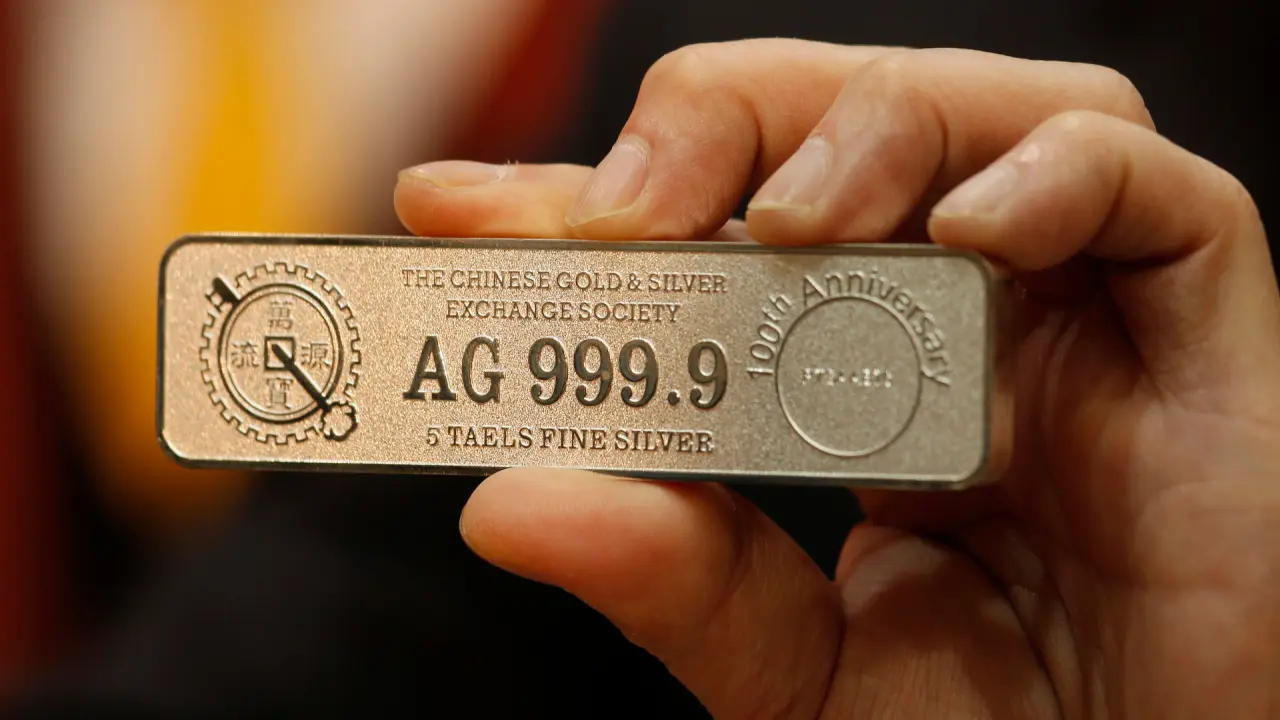 萬
流 源
寶
THE CHINESE GOLD & SILVER
EXCHANGE SOCIETY
AG 999.9
5 TAELS FINE SILVER
100th Anniversary